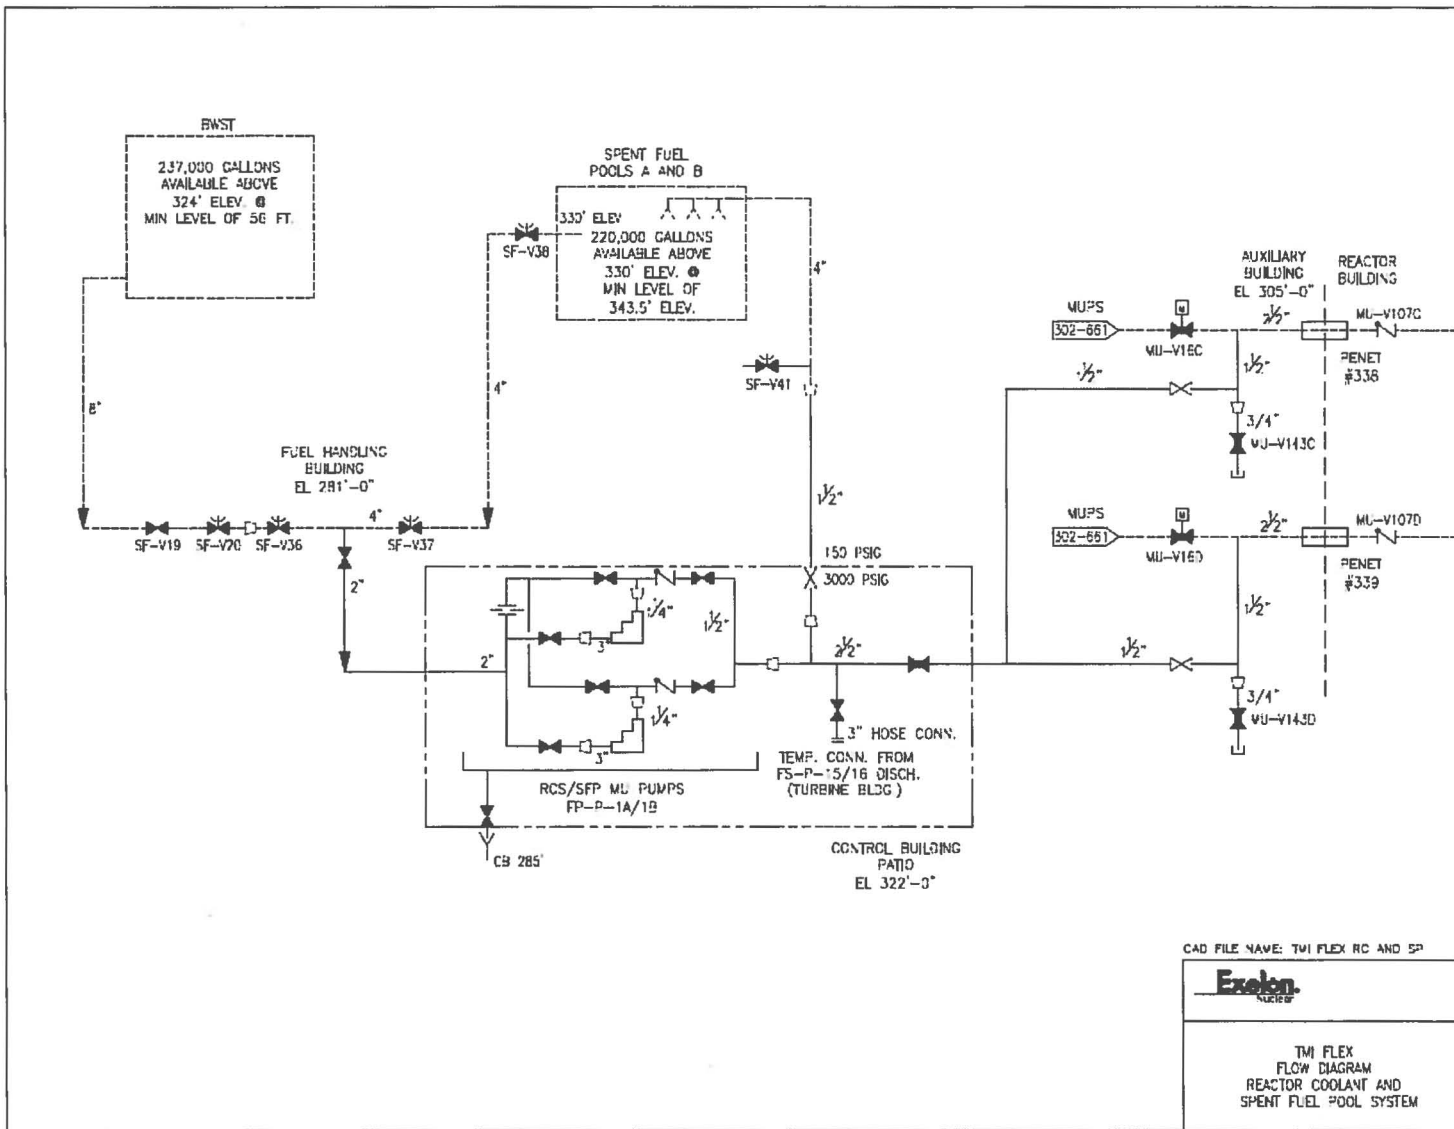 BWST
237,000 GALLONS
AVAILABLE ABOVE
324' ELEV. @
MIN LEVEL OF 56 FT.
SPENT FUEL
POOLS A AND B
330' ELEV
220,000 GALLONS
AVAILABLE ABOVE
330' ELEV. @
MIN LEVEL OF
343.5' ELEV.
SF-V38
4"
SF-V41
4"
8"
FUEL HANDLING
BUILDING
EL 281'-0"
4"
SF-V19
SF-V20
SF-V36
SF-V37
2"
1½"
150 PSIG
3000 PSIG
AUXILIARY
BUILDING
EL 305'-0"
REACTOR
BUILDING
2½"
MUPS
302-661
MU-V16C
MU-V107C
PENET
#338
1½"
3/4"
MU-V143C
MUPS
302-661
MU-V16D
2½"
MU-V107D
PENET
#339
1½"
1½"
3/4"
MU-V143D
2"
3"
1½"
2½"
1¼"
3"
3" HOSE CONN.
TEMP. CONN. FROM
FS-P-15/16 DISCH.
(TURBINE BLDG.)
RCS/SFP MU PUMPS
FP-P-1A/1B
CB 285'
CONTROL BUILDING
PATIO
EL 322'-0"
CAD FILE NAME: TMI FLEX RC AND SP
Exelon.
Nuclear
TMI FLEX
FLOW DIAGRAM
REACTOR COOLANT AND
SPENT FUEL POOL SYSTEM